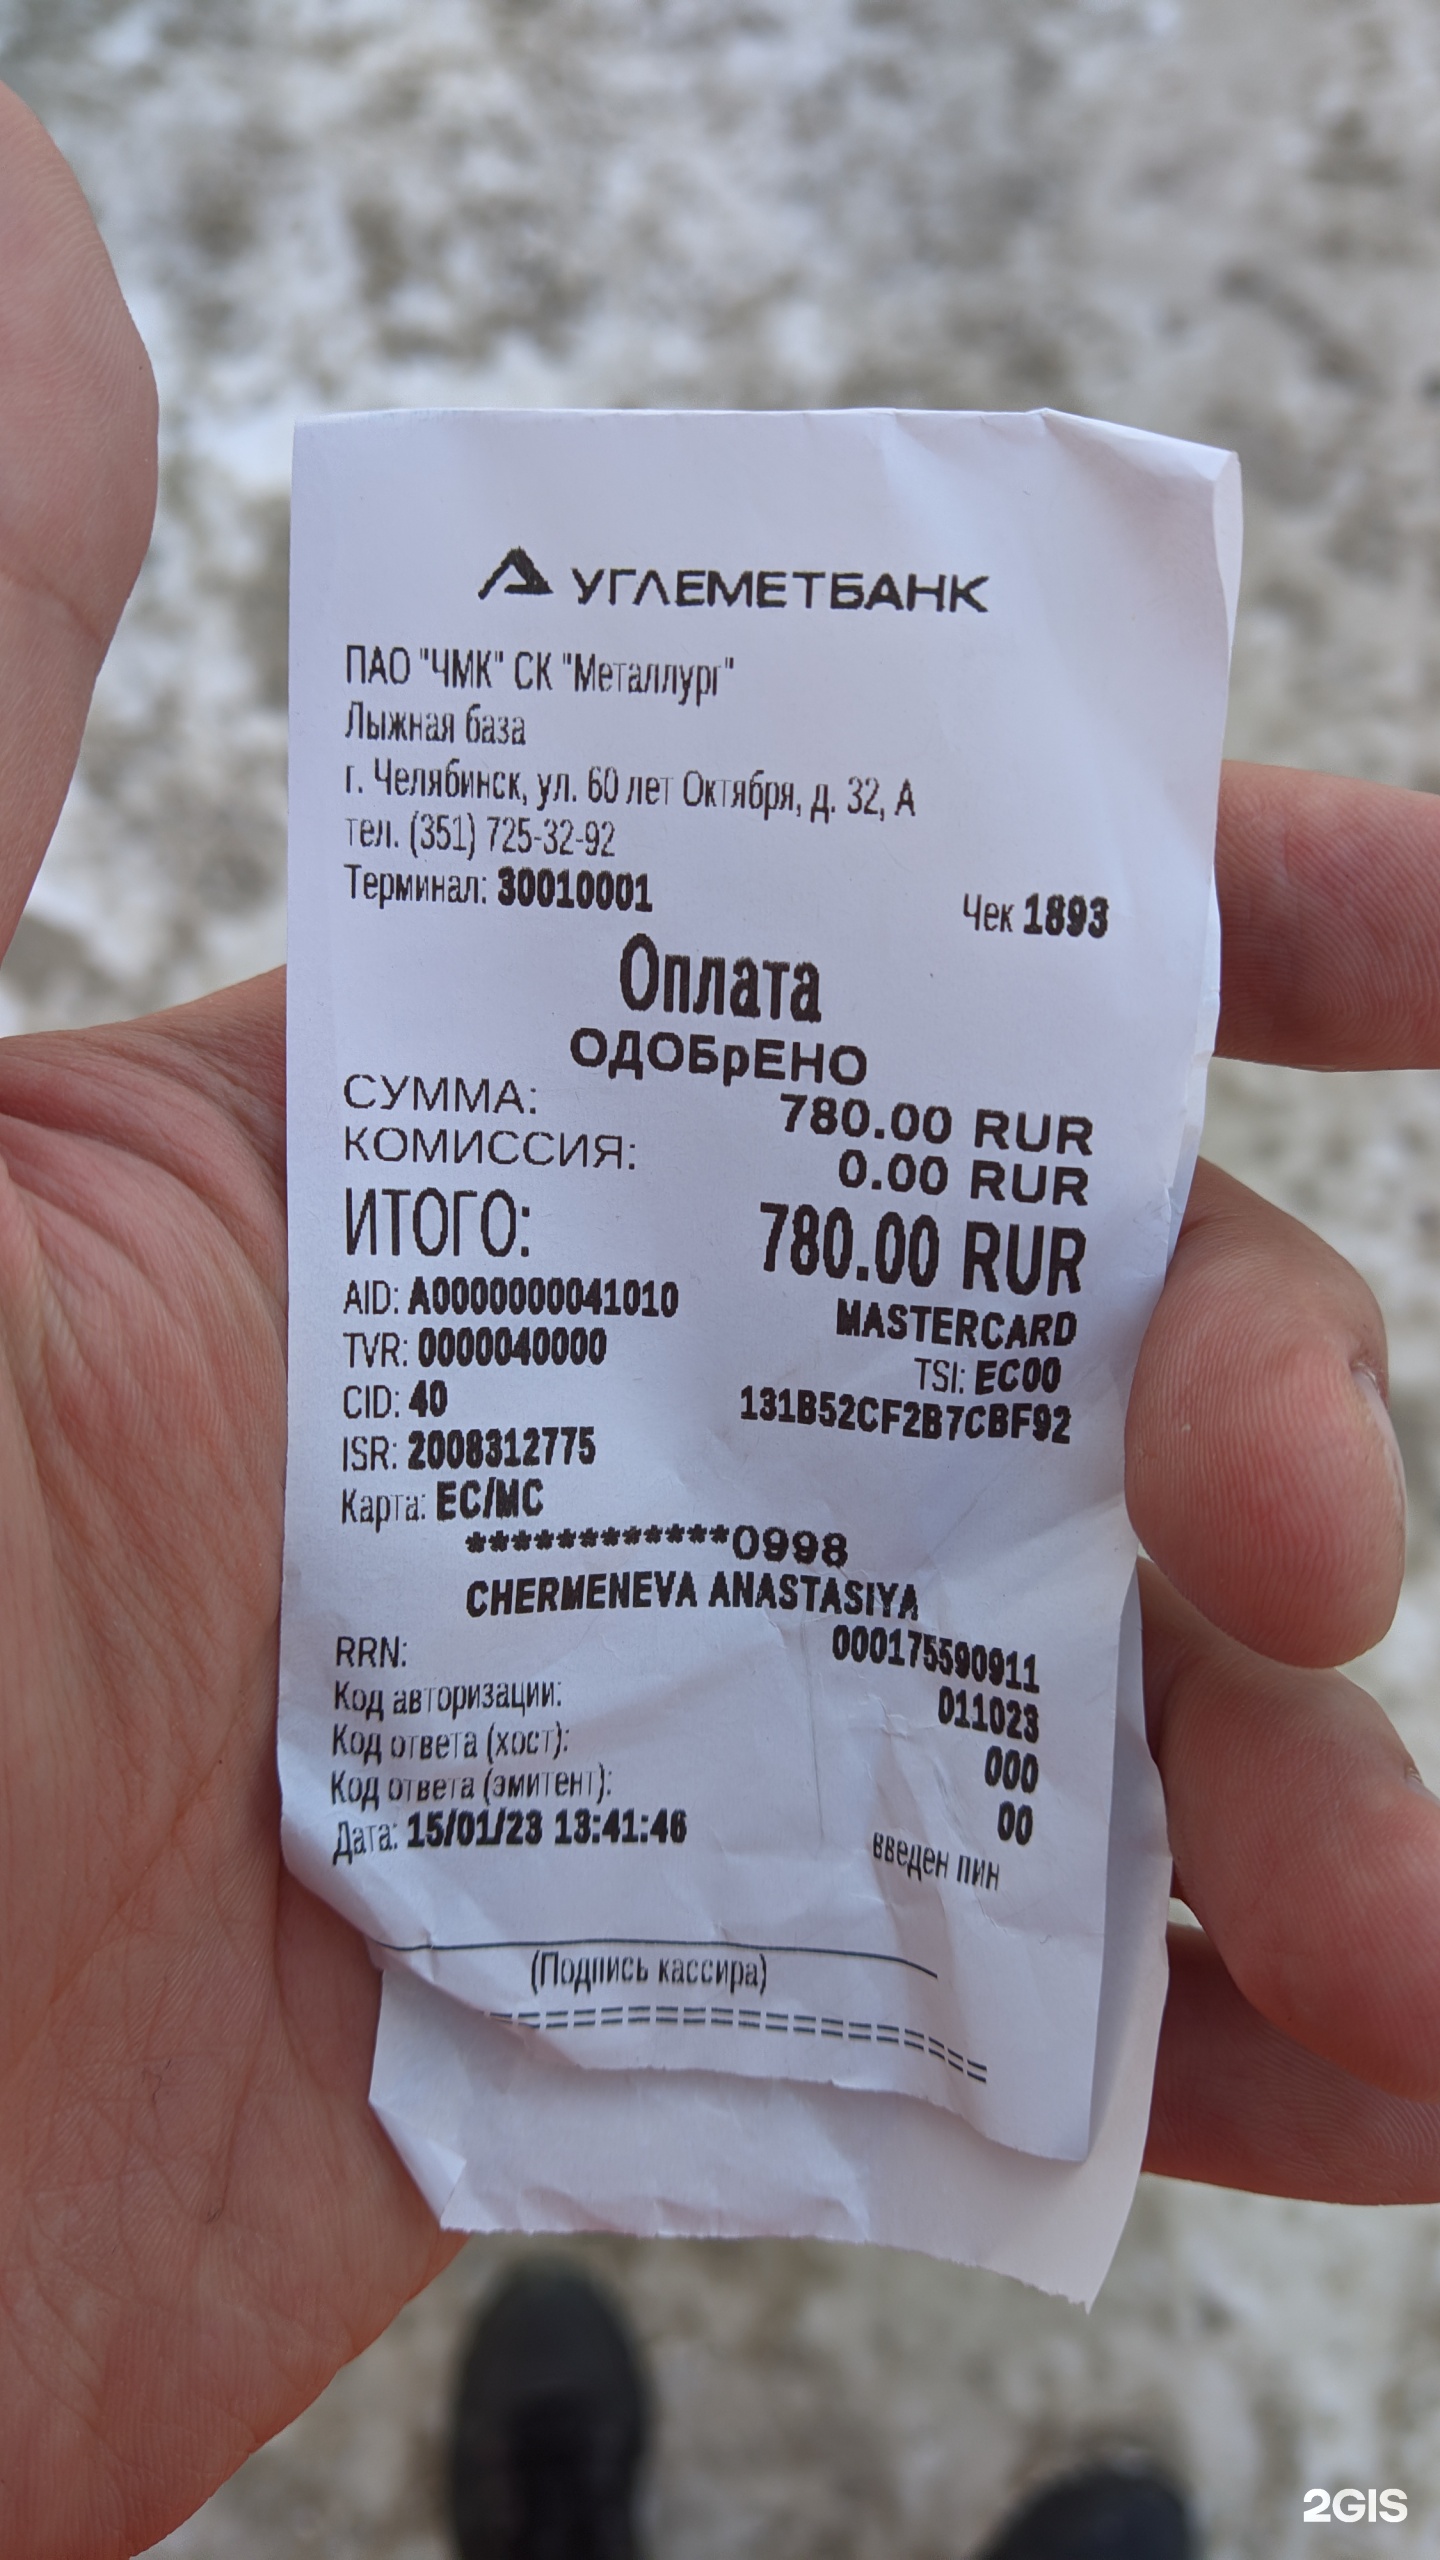 УГЛЕМЕТБАНК
ПАО "ЧМК" СК "Металлург"
Лыжная база
г. Челябинск, ул. 60 лет Октября, д. 32, А
тел. (351) 725-32-92
Терминал: 30010001 Чек 1893
Оплата
ОДОБрЕНО
СУММА: 780.00 RUR
КОМИССИЯ: 0.00 RUR
ИТОГО: 780.00 RUR
AID: A0000000041010 MASTERCARD
TVR: 0000040000 TSI: EC00
CID: 40 131B52CF2B7CBF92
ISR: 2008312775
Карта: EC/MC
************0998
CHERMENEVA ANASTASIYA
RRN: 000175590911
Код авторизации: 011023
Код ответа (хост): 000
Код ответа (эмитент): 00
Дата: 15/01/23 13:41:46 введен пин
(Подпись кассира)
2GIS